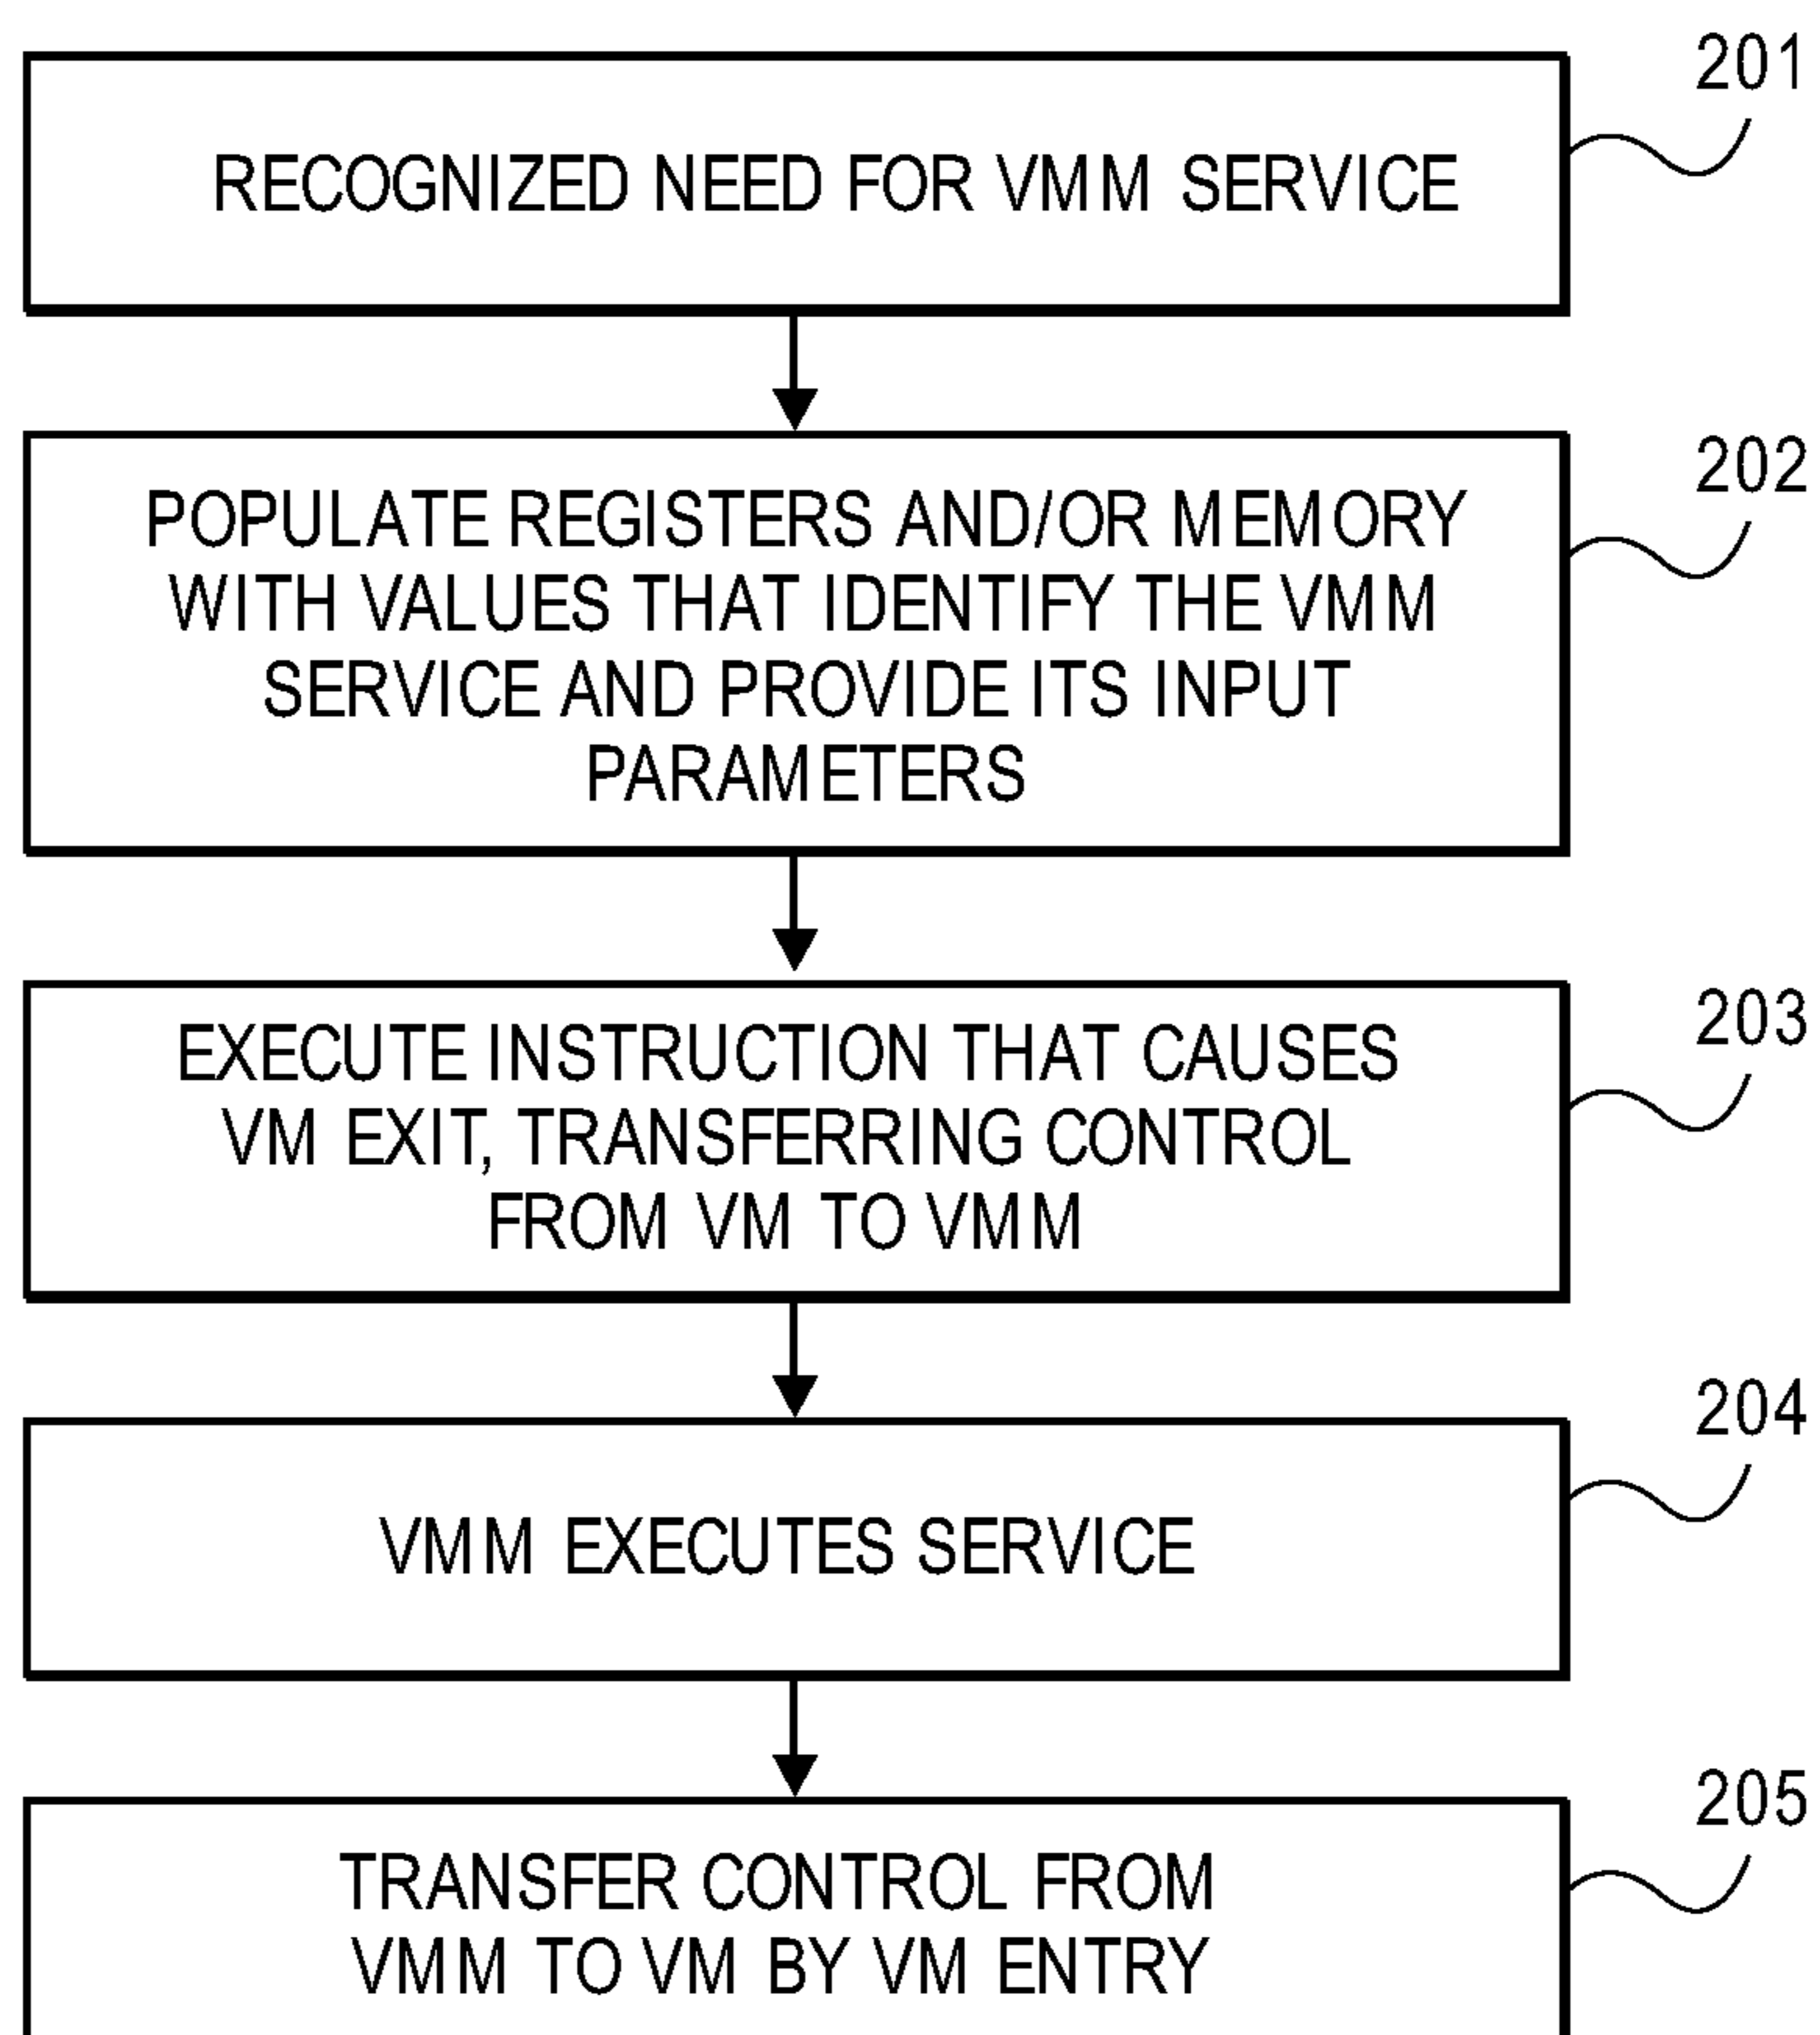 201
RECOGNIZED NEED FOR VMM SERVICE
202
POPULATE REGISTERS AND/OR MEMORY
WITH VALUES THAT IDENTIFY THE VMM
SERVICE AND PROVIDE ITS INPUT
PARAMETERS
203
EXECUTE INSTRUCTION THAT CAUSES
VM EXIT, TRANSFERRING CONTROL
FROM VM TO VMM
204
VMM EXECUTES SERVICE
205
TRANSFER CONTROL FROM
VMM TO VM BY VM ENTRY